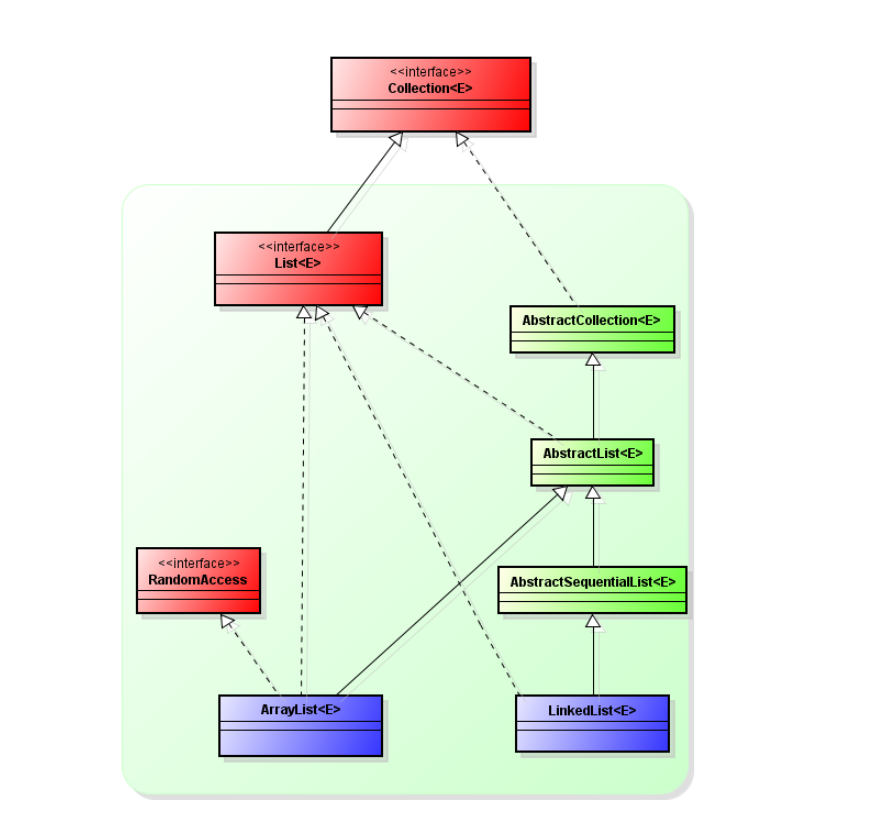 <<interface>>
Collection<E>
<<interface>>
List<E>
AbstractCollection<E>
AbstractList<E>
<<interface>>
RandomAccess
AbstractSequentialList<E>
ArrayList<E>
LinkedList<E>